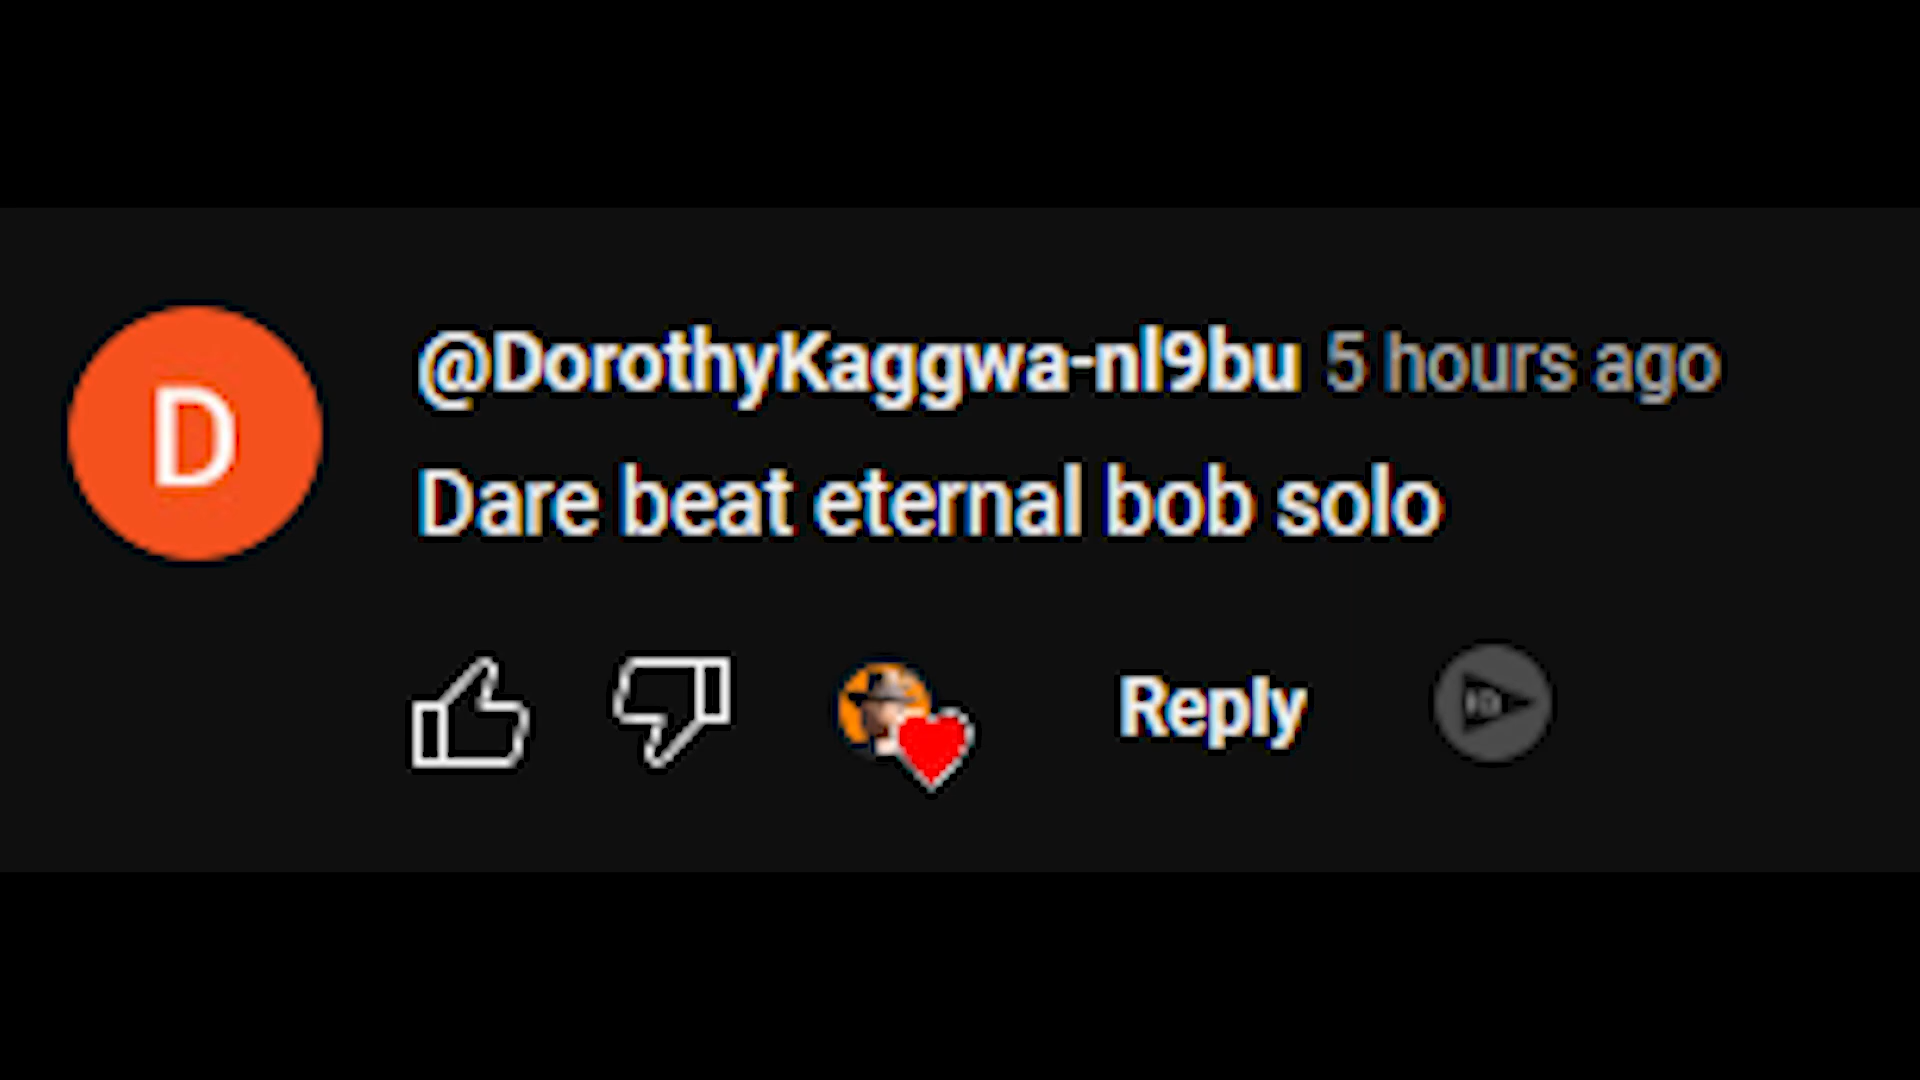 D
@DorothyKaggwa-nl9bu 5 hours ago
Dare beat eternal bob solo
Reply